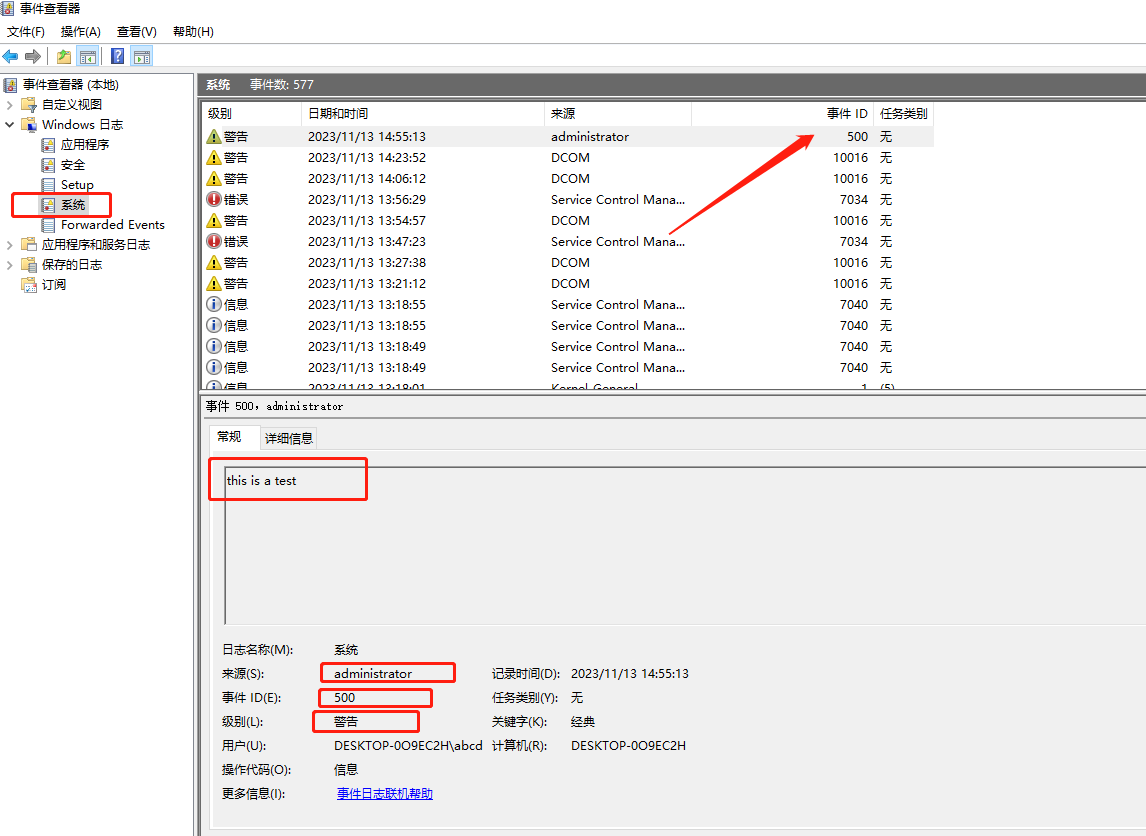 事件查看器
文件(F) 操作(A) 查看(V) 帮助(H)
事件查看器 (本地)
自定义视图
Windows 日志
应用程序
安全
Setup
系统
Forwarded Events
应用程序和服务日志
保存的日志
订阅
系统 事件数: 577
级别 日期和时间 来源 事件 ID 任务类别
警告 2023/11/13 14:55:13 administrator 500 无
警告 2023/11/13 14:23:52 DCOM 10016 无
警告 2023/11/13 14:06:12 DCOM 10016 无
错误 2023/11/13 13:56:29 Service Control Mana... 7034 无
警告 2023/11/13 13:54:57 DCOM 10016 无
错误 2023/11/13 13:47:23 Service Control Mana... 7034 无
警告 2023/11/13 13:27:38 DCOM 10016 无
警告 2023/11/13 13:21:12 DCOM 10016 无
信息 2023/11/13 13:18:55 Service Control Mana... 7040 无
信息 2023/11/13 13:18:55 Service Control Mana... 7040 无
信息 2023/11/13 13:18:49 Service Control Mana... 7040 无
信息 2023/11/13 13:18:49 Service Control Mana... 7040 无
信息 2023/11/13 13:18:01 Kernel-General 1 (5)
事件 500，administrator
常规 详细信息
this is a test
日志名称(M): 系统
来源(S): administrator 记录时间(D): 2023/11/13 14:55:13
事件 ID(E): 500 任务类别(Y): 无
级别(L): 警告 关键字(K): 经典
用户(U): DESKTOP-0O9EC2H\abcd 计算机(R): DESKTOP-0O9EC2H
操作代码(O): 信息
更多信息(I): 事件日志联机帮助